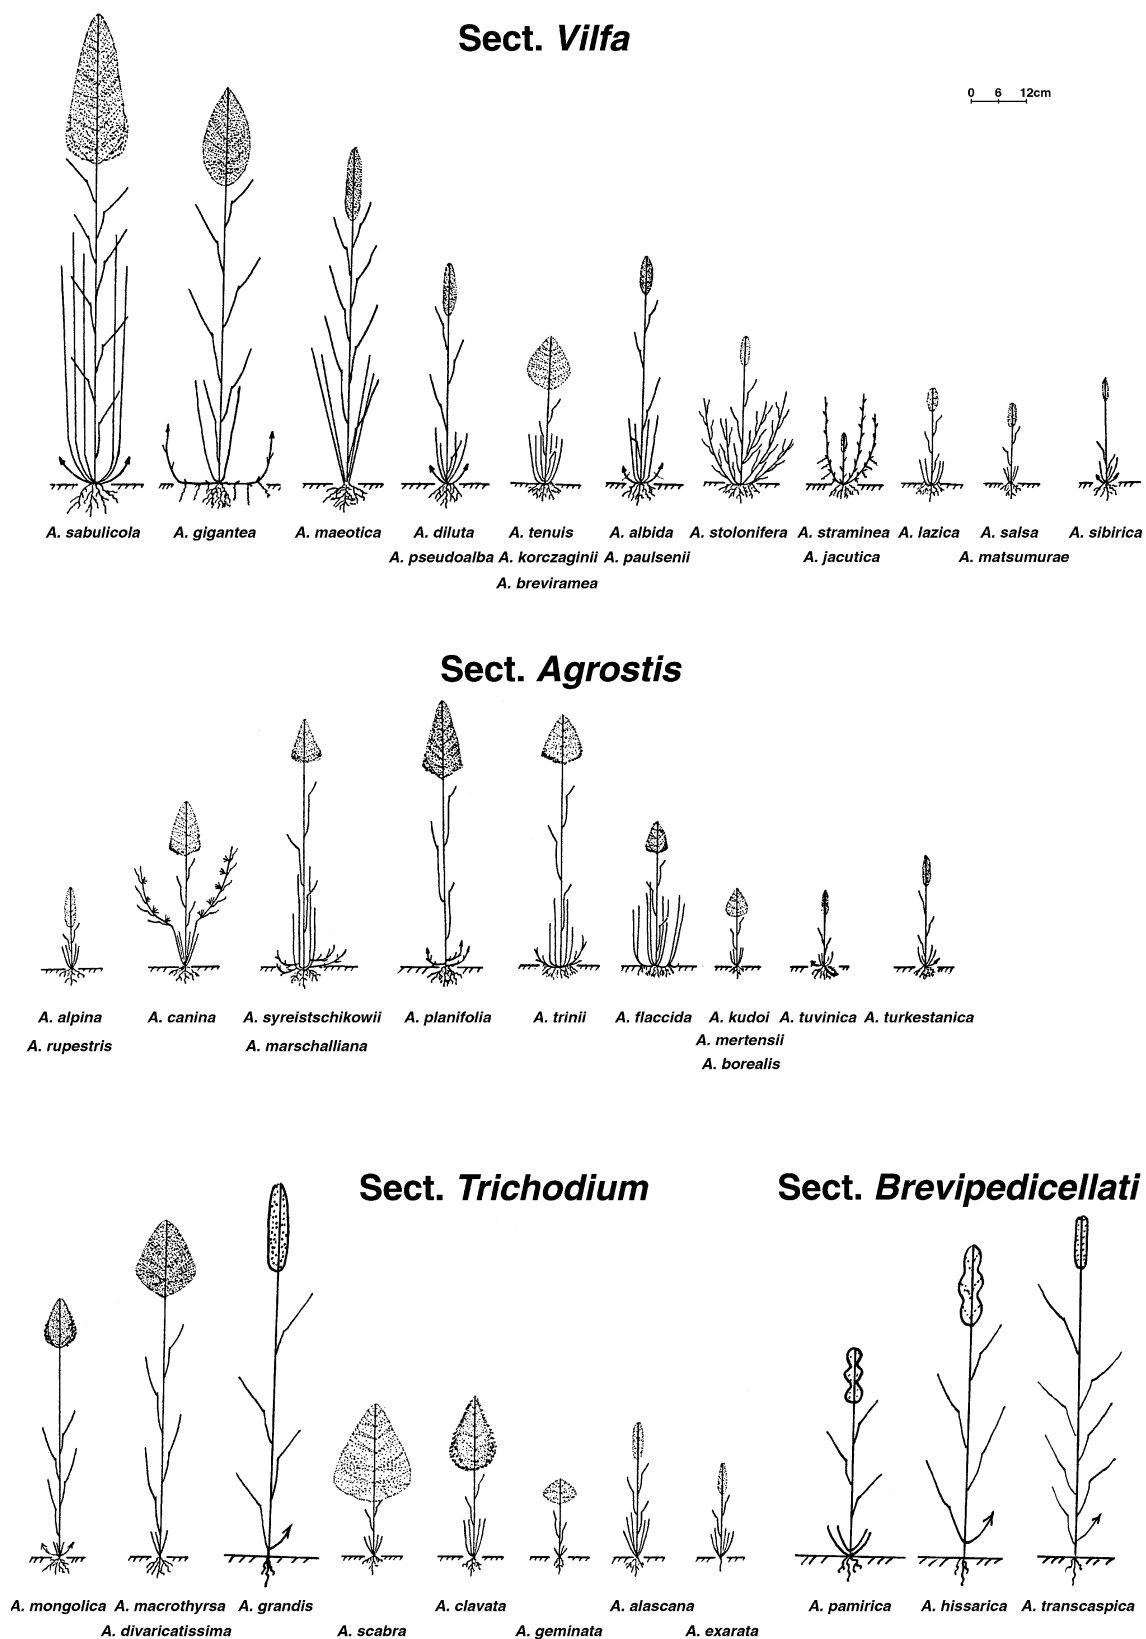 Sect. Vilfa
0 6 12cm
A. sabulicola A. gigantea A. maeotica A. diluta A. tenuis A. albida A. stolonifera A. straminea A. lazica A. salsa A. sibirica
A. pseudoalba A. korczaginii A. paulsenii A. jacutica A. matsumurae
A. breviramea
Sect. Agrostis
A. alpina A. canina A. syreistschikowii A. planifolia A. trinii A. flaccida A. kudoi A. tuvinica A. turkestanica
A. rupestris A. marschalliana A. mertensii
A. borealis
Sect. Trichodium Sect. Brevipedicellati
A. mongolica A. macrothyrsa A. grandis A. clavata A. alascana A. pamirica A. hissarica A. transcaspica
A. divaricatissima A. scabra A. geminata A. exarata